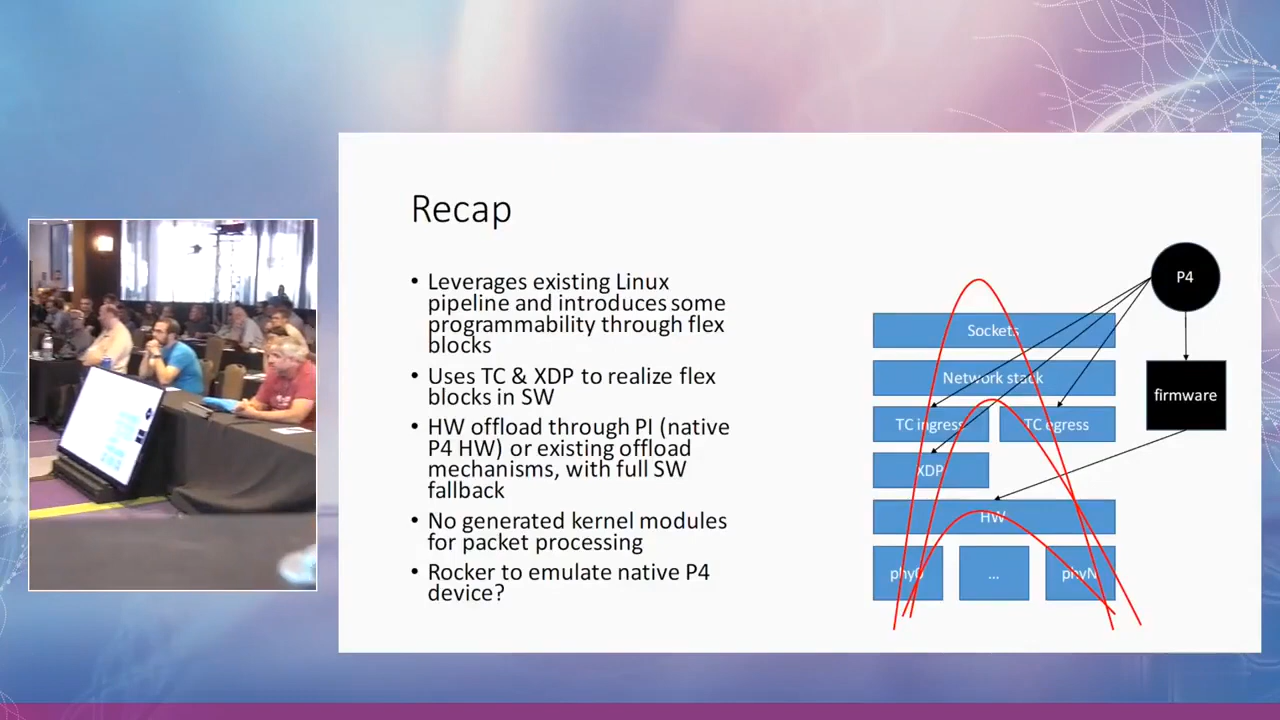 Recap
• Leverages existing Linux
pipeline and introduces some
programmability through flex
blocks
• Uses TC & XDP to realize flex
blocks in SW
• HW offload through PI (native
P4 HW) or existing offload
mechanisms, with full SW
fallback
• No generated kernel modules
for packet processing
• Rocker to emulate native P4
device?
P4
Sockets
Network stack
firmware
TC ingress
TC egress
XDP
HW
phy0
...
phyN